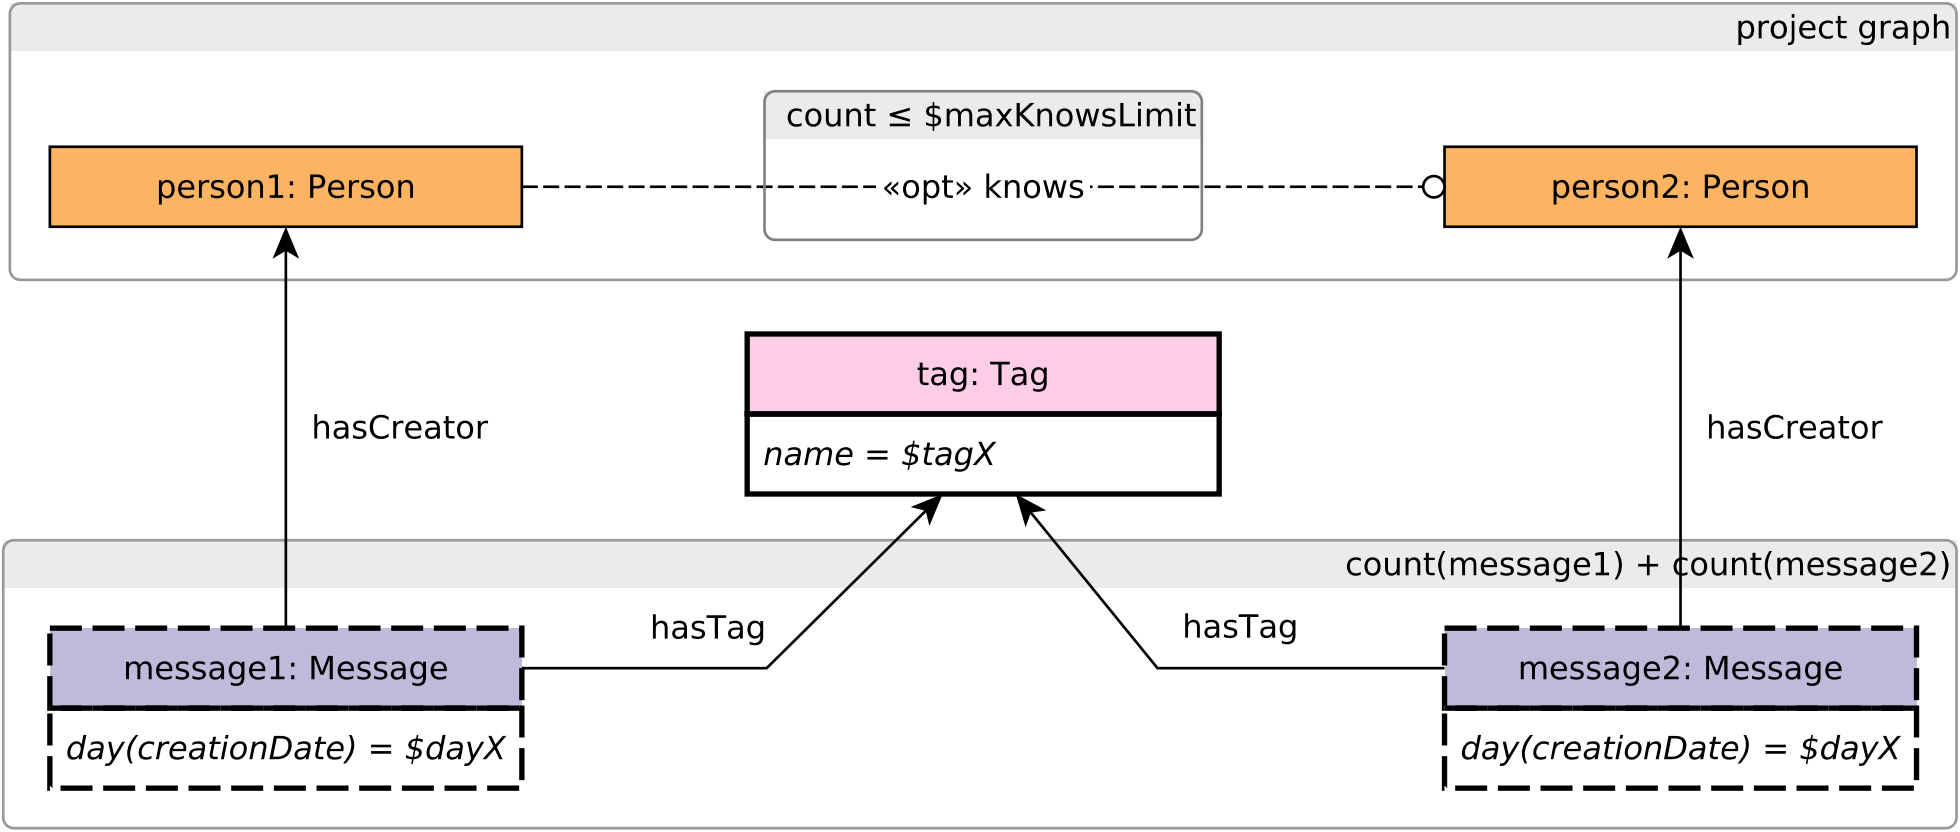 project graph
count ≤ $maxKnowsLimit
person1: Person
«opt» knows
person2: Person
tag: Tag
hasCreator
hasCreator
name = $tagX
count(message1) + count(message2)
hasTag
hasTag
message1: Message
message2: Message
day(creationDate) = $dayX
day(creationDate) = $dayX